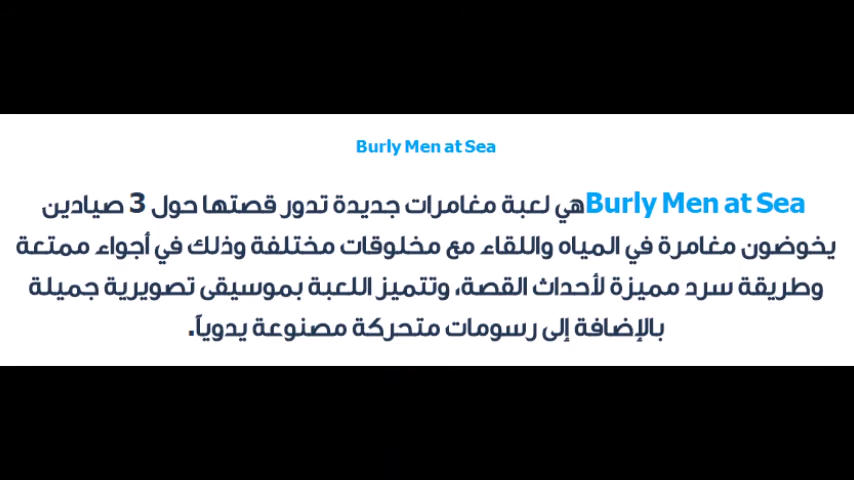 Burly Men at Sea
Burly Men at Seaهي لعبة مغامرات جديدة تدور قصتها حول 3 صيادين
يخوضون مغامرة في المياه واللقاء مع مخلوقات مختلفة وذلك في أجواء ممتعة
وطريقة سرد مميزة لأحداث القصة، وتتميز اللعبة بموسيقى تصويرية جميلة
بالإضافة إلى رسومات متحركة مصنوعة يدوياً.